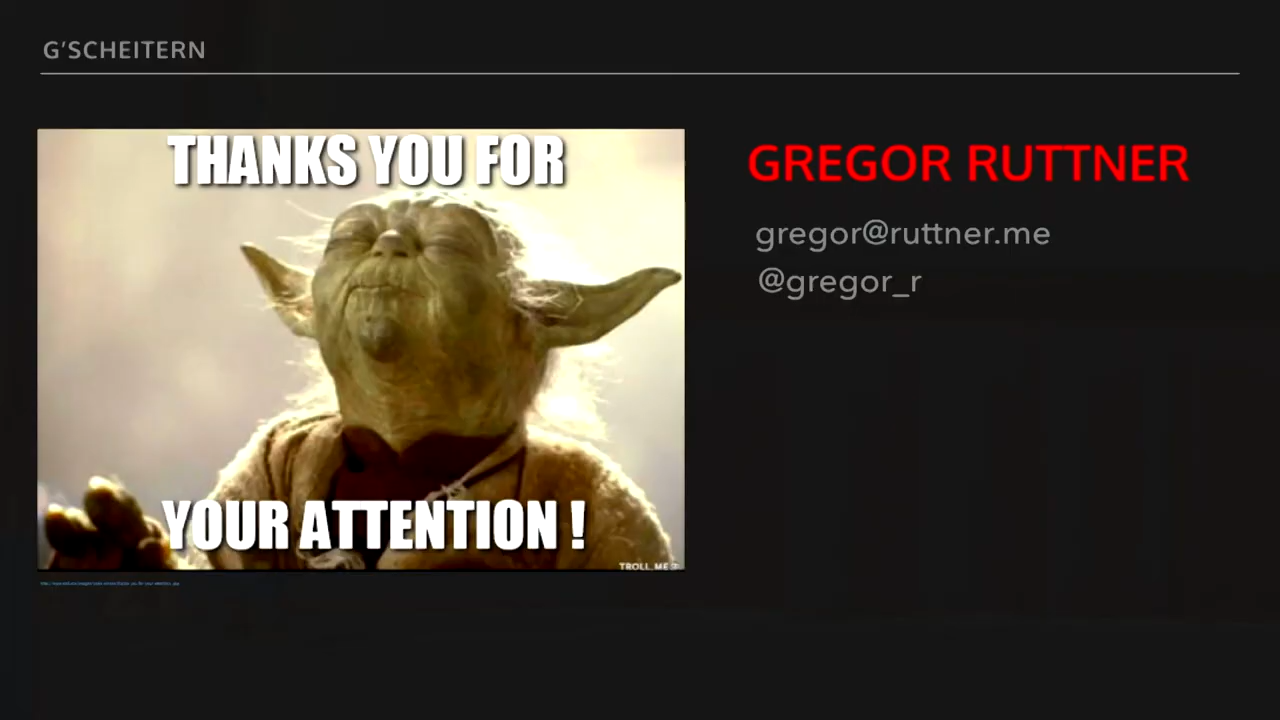 G'SCHEITERN
THANKS YOU FOR
YOUR ATTENTION !
TROLL.ME
GREGOR RUTTNER
gregor@ruttner.me
@gregor_r